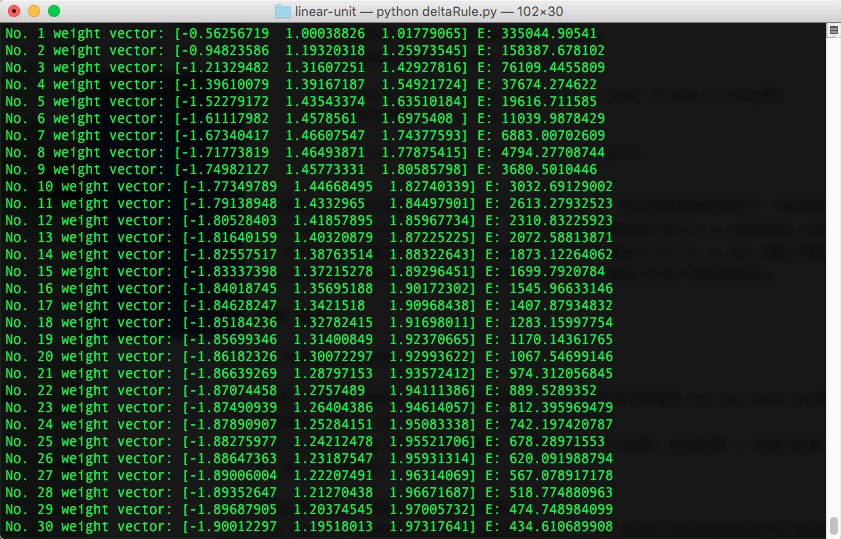 linear-unit — python deltaRule.py — 102×30
No. 1 weight vector: [-0.56256719  1.00038826  1.01779065] E: 335044.90541
No. 2 weight vector: [-0.94823586  1.19320318  1.25973545] E: 158387.678102
No. 3 weight vector: [-1.21329482  1.31607251  1.42927816] E: 76109.4455809
No. 4 weight vector: [-1.39610079  1.39167187  1.54921724] E: 37674.274622
No. 5 weight vector: [-1.52279172  1.43543374  1.63510184] E: 19616.711585
No. 6 weight vector: [-1.61117982  1.4578561   1.6975408 ] E: 11039.9878429
No. 7 weight vector: [-1.67340417  1.46607547  1.74377593] E: 6883.00702609
No. 8 weight vector: [-1.71773819  1.46493871  1.77875415] E: 4794.27708744
No. 9 weight vector: [-1.74982127  1.45773331  1.80585798] E: 3680.5010446
No. 10 weight vector: [-1.77349789  1.44668495  1.82740339] E: 3032.69129002
No. 11 weight vector: [-1.79138948  1.4332965   1.84497901] E: 2613.27932523
No. 12 weight vector: [-1.80528403  1.41857895  1.85967734] E: 2310.83225923
No. 13 weight vector: [-1.81640159  1.40320879  1.87225225] E: 2072.58813871
No. 14 weight vector: [-1.82557517  1.38763514  1.88322643] E: 1873.12264062
No. 15 weight vector: [-1.83337398  1.37215278  1.89296451] E: 1699.7920784
No. 16 weight vector: [-1.84018745  1.35695188  1.90172302] E: 1545.96633146
No. 17 weight vector: [-1.84628247  1.3421518   1.90968438] E: 1407.87934832
No. 18 weight vector: [-1.85184236  1.32782415  1.91698011] E: 1283.15997754
No. 19 weight vector: [-1.85699346  1.31400849  1.92370665] E: 1170.14361765
No. 20 weight vector: [-1.86182326  1.30072297  1.92993622] E: 1067.54699146
No. 21 weight vector: [-1.86639269  1.28797153  1.93572412] E: 974.312056845
No. 22 weight vector: [-1.87074458  1.2757489   1.94111386] E: 889.5289352
No. 23 weight vector: [-1.87490939  1.26404386  1.94614057] E: 812.395969479
No. 24 weight vector: [-1.87890907  1.25284151  1.95083338] E: 742.197420787
No. 25 weight vector: [-1.88275977  1.24212478  1.95521706] E: 678.28971553
No. 26 weight vector: [-1.88647363  1.23187547  1.95931314] E: 620.091988794
No. 27 weight vector: [-1.89006004  1.22207491  1.96314069] E: 567.078917178
No. 28 weight vector: [-1.89352647  1.21270438  1.96671687] E: 518.774880963
No. 29 weight vector: [-1.89687905  1.20374545  1.97005732] E: 474.748984099
No. 30 weight vector: [-1.90012297  1.19518013  1.97317641] E: 434.610689908